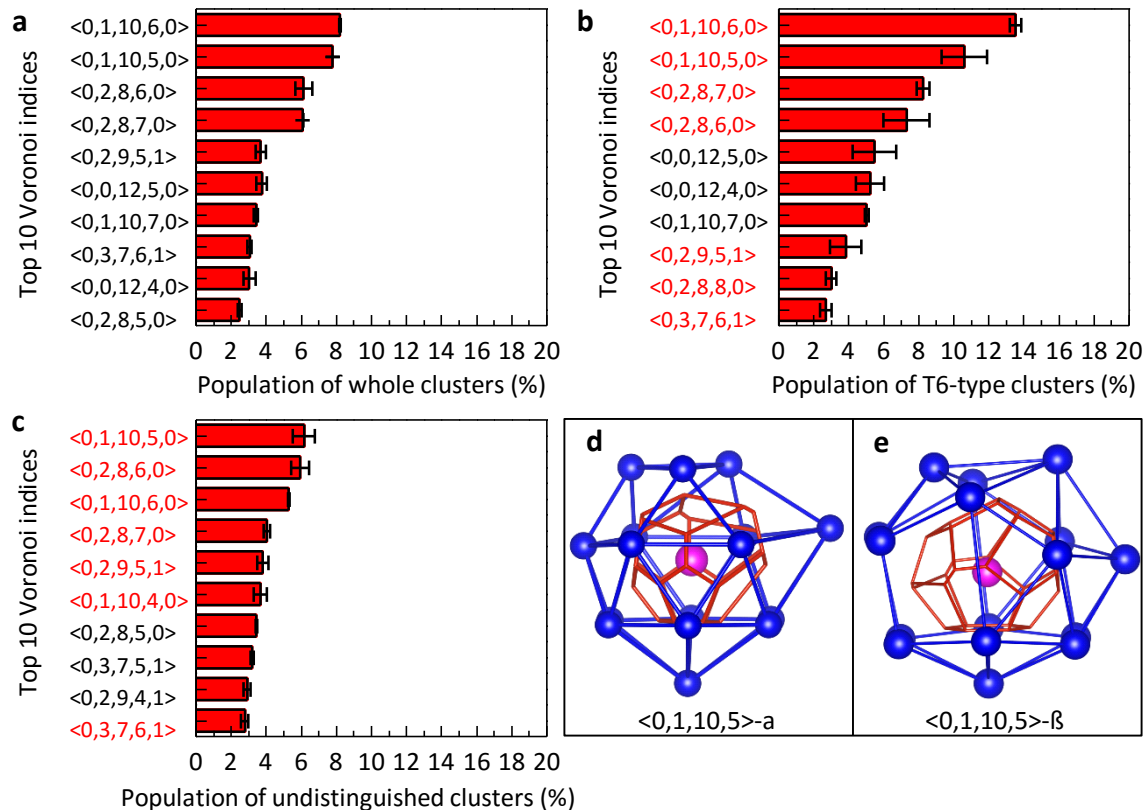 a
Top 10 Voronoi indices
<0,1,10,6,0>
<0,1,10,5,0>
<0,2,8,6,0>
<0,2,8,7,0>
<0,2,9,5,1>
<0,0,12,5,0>
<0,1,10,7,0>
<0,3,7,6,1>
<0,0,12,4,0>
<0,2,8,5,0>
0 2 4 6 8 10 12 14 16 18 20
Population of whole clusters (%)
b
Top 10 Voronoi indices
<0,1,10,6,0>
<0,1,10,5,0>
<0,2,8,7,0>
<0,2,8,6,0>
<0,0,12,5,0>
<0,0,12,4,0>
<0,1,10,7,0>
<0,2,9,5,1>
<0,2,8,8,0>
<0,3,7,6,1>
0 2 4 6 8 10 12 14 16 18 20
Population of T6-type clusters (%)
c
Top 10 Voronoi indices
<0,1,10,5,0>
<0,2,8,6,0>
<0,1,10,6,0>
<0,2,8,7,0>
<0,2,9,5,1>
<0,1,10,4,0>
<0,2,8,5,0>
<0,3,7,5,1>
<0,2,9,4,1>
<0,3,7,6,1>
0 2 4 6 8 10 12 14 16 18 20
Population of undistinguished clusters (%)
d
<0,1,10,5>-a
e
<0,1,10,5>-ß